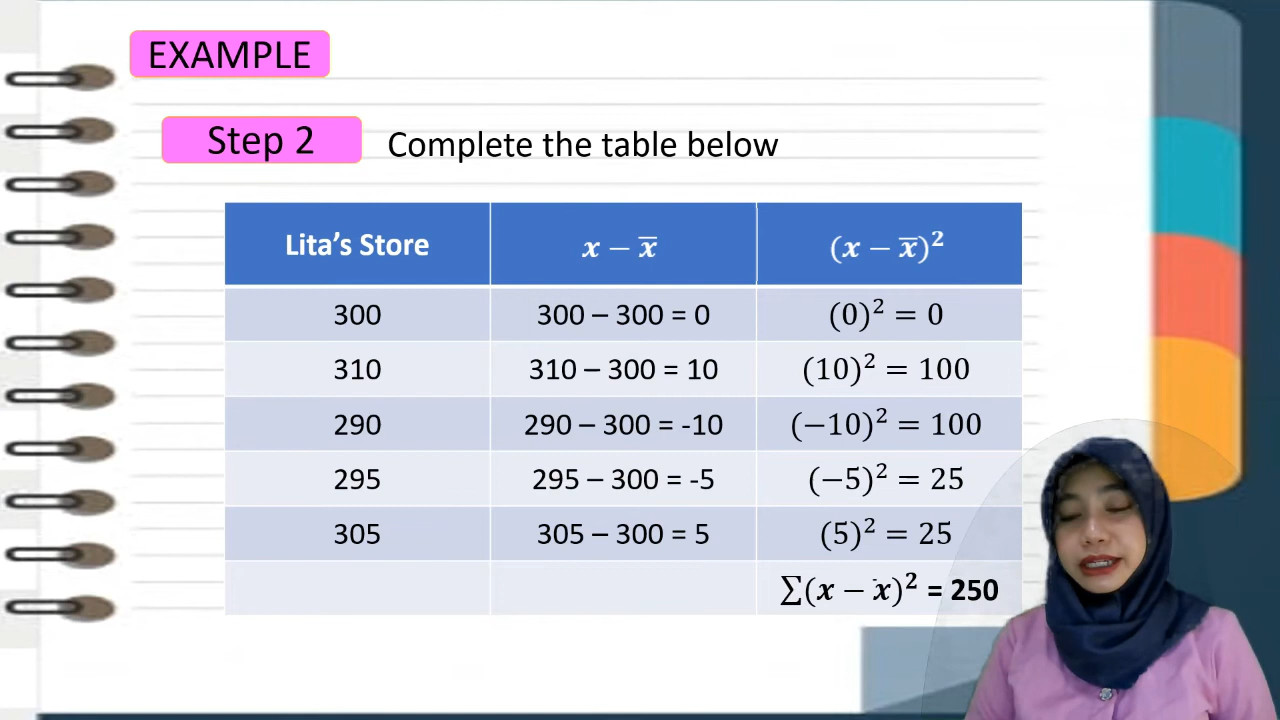 EXAMPLE
Step 2 Complete the table below
Lita's Store x − x̅ (x − x̅)²
300 300 – 300 = 0 (0)² = 0
310 310 – 300 = 10 (10)² = 100
290 290 – 300 = -10 (−10)² = 100
295 295 – 300 = -5 (−5)² = 25
305 305 – 300 = 5 (5)² = 25
∑(x − x̅)² = 250